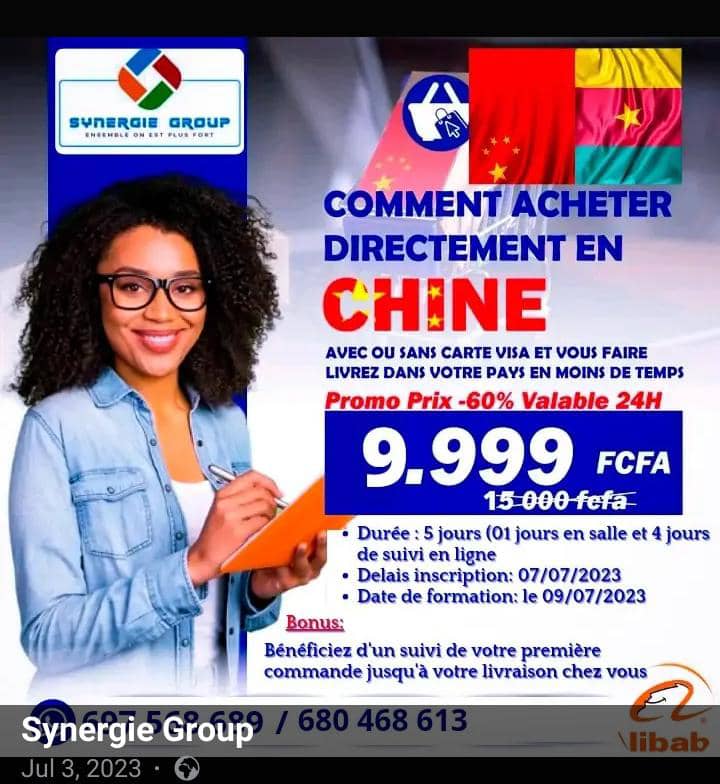 SYNERGIE GROUP
ENSEMBLE ON EST PLUS FORT
COMMENT ACHETER
DIRECTEMENT EN
CHINE
AVEC OU SANS CARTE VISA ET VOUS FAIRE
LIVREZ DANS VOTRE PAYS EN MOINS DE TEMPS
Promo Prix -60% Valable 24H
9.999 FCFA
15 000 fcfa
• Durée : 5 jours (01 jours en salle et 4 jours
de suivi en ligne
• Delais inscription: 07/07/2023
• Date de formation: le 09/07/2023
Bonus:
Bénéficiez d'un suivi de votre première
commande jusqu'à votre livraison chez vous
697 568 689 / 680 468 613
libab
Synergie Group
Jul 3, 2023 ·